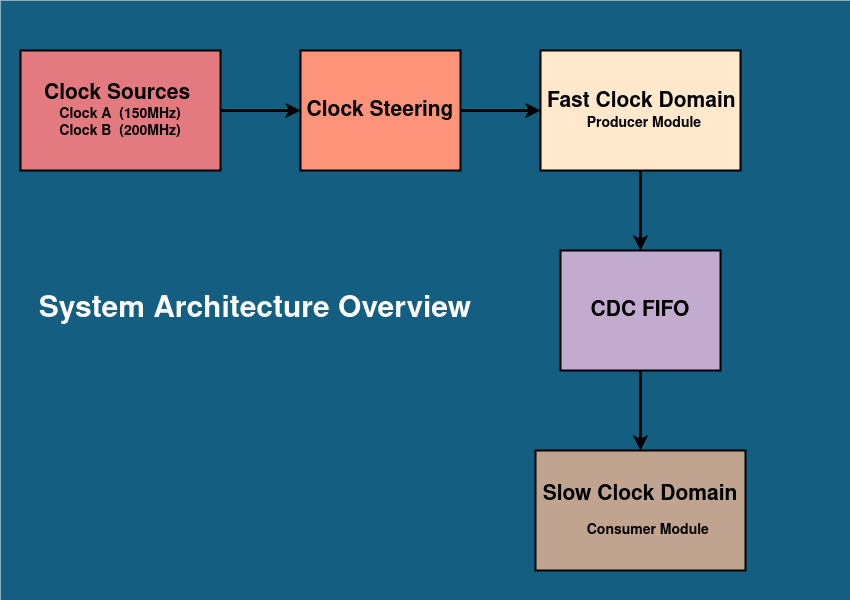 Clock Sources
Clock A  (150MHz)
Clock B  (200MHz)
Clock Steering
Fast Clock Domain
Producer Module
System Architecture Overview
CDC FIFO
Slow Clock Domain
Consumer Module